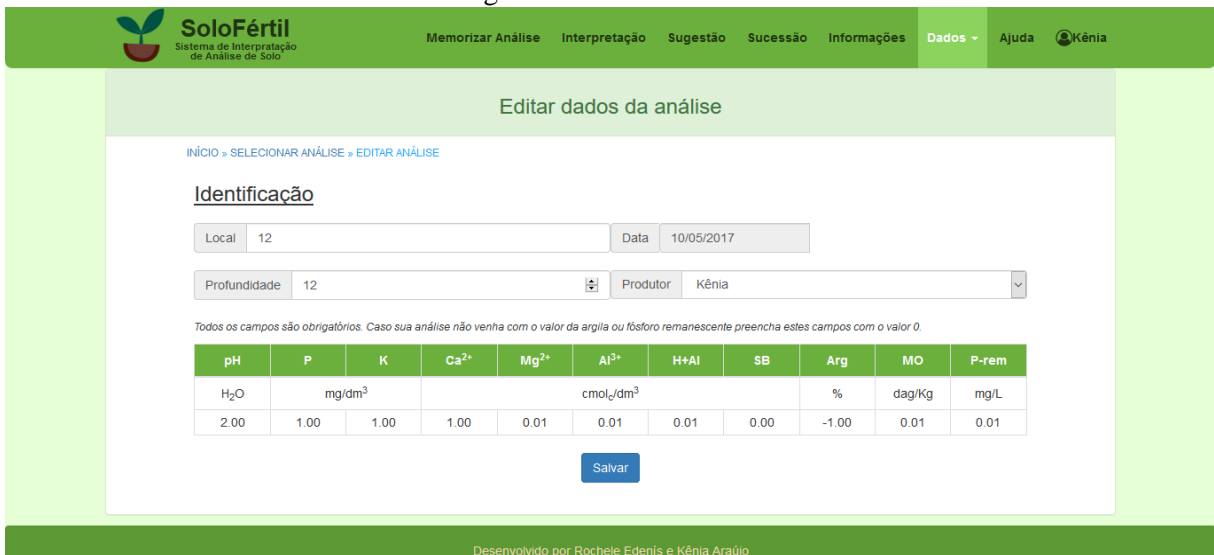 SoloFértil
Sistema de Interpretação
de Análise de Solo
Memorizar Análise Interpretação Sugestão Sucessão Informações Dados Ajuda Kênia
Editar dados da análise
INÍCIO » SELECIONAR ANÁLISE » EDITAR ANÁLISE
Identificação
Local 12 Data 10/05/2017
Profundidade 12 Produtor Kênia
Todos os campos são obrigatórios. Caso sua análise não venha com o valor da argila ou fósforo remanescente preencha estes campos com o valor 0.
pH P K Ca²⁺ Mg²⁺ Al³⁺ H+Al SB Arg MO P-rem
H₂O mg/dm³ cmol꜀/dm³ % dag/Kg mg/L
2.00 1.00 1.00 1.00 0.01 0.01 0.01 0.00 -1.00 0.01 0.01
Salvar
Desenvolvido por Rochele Edenís e Kênia Araújo